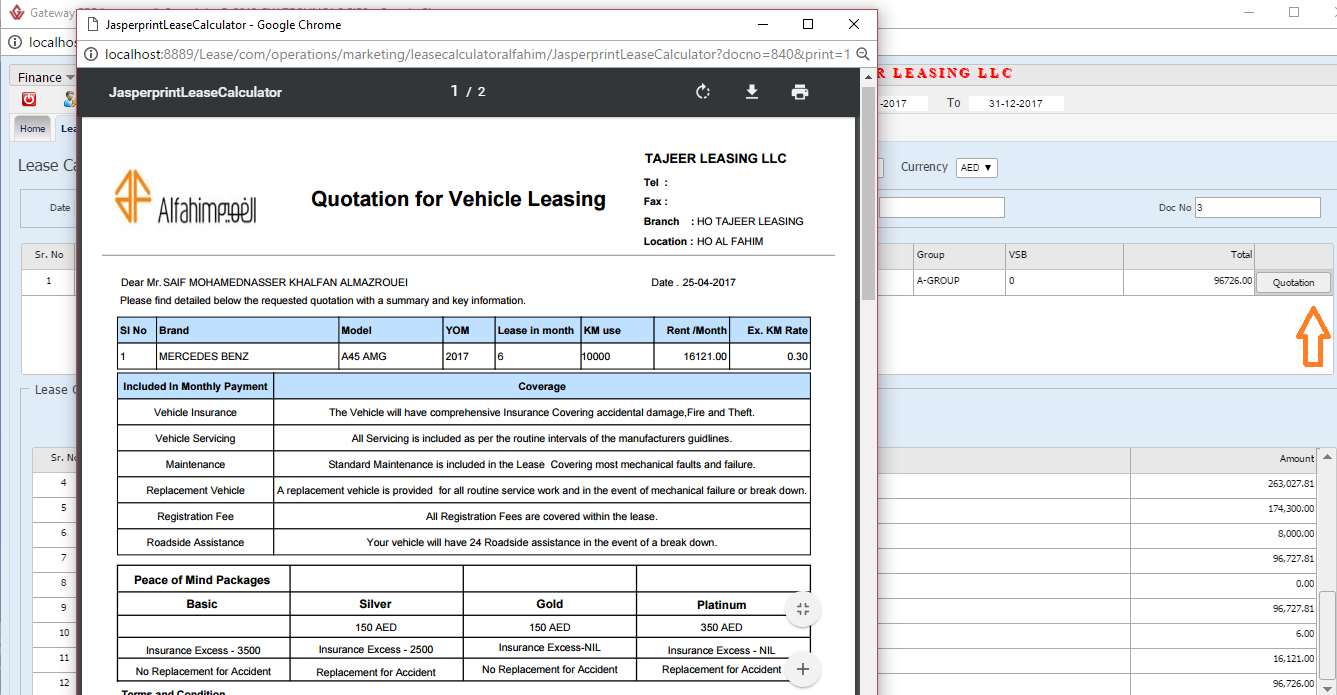 Gateway
JasperprintLeaseCalculator - Google Chrome
localhos
localhost:8889/Lease/com/operations/marketing/leasecalculatoralfahim/JasperprintLeaseCalculator?docno=840&print=1
Finance
R LEASING LLC
JasperprintLeaseCalculator
1 / 2
-2017 To 31-12-2017
Home Lea
Lease Ca
Currency AED ▼
Date
Doc No 3
Alfahim الفهيم
Quotation for Vehicle Leasing
TAJEER LEASING LLC
Tel :
Fax :
Branch : HO TAJEER LEASING
Location : HO AL FAHIM
Sr. No Group VSB Total
1 A-GROUP 0 96726.00 Quotation
Dear Mr. SAIF MOHAMEDNASSER KHALFAN ALMAZROUEI
Date . 25-04-2017
Please find detailed below the requested quotation with a summary and key information.
Sl No Brand Model YOM Lease in month KM use Rent /Month Ex. KM Rate
1 MERCEDES BENZ A45 AMG 2017 6 10000 16121.00 0.30
Included In Monthly Payment Coverage
Vehicle Insurance The Vehicle will have comprehensive Insurance Covering accidental damage,Fire and Theft.
Vehicle Servicing All Servicing is included as per the routine intervals of the manufacturers guidlines.
Maintenance Standard Maintenance is included in the Lease Covering most mechanical faults and failure.
Replacement Vehicle A replacement vehicle is provided for all routine service work and in the event of mechanical failure or break down.
Registration Fee All Registration Fees are covered within the lease.
Roadside Assistance Your vehicle will have 24 Roadside assistance in the event of a break down.
Peace of Mind Packages
Basic Silver Gold Platinum
150 AED 150 AED 350 AED
Insurance Excess - 3500 Insurance Excess - 2500 Insurance Excess-NIL Insurance Excess - NIL
No Replacement for Accident Replacement for Accident No Replacement for Accident Replacement for Accident
Terms and Condition
Lease C
Sr. No Amount
4 263,027.81
5 174,300.00
6 8,000.00
7 96,727.81
8 0.00
9 96,727.81
10 6.00
11 16,121.00
12 96,726.00